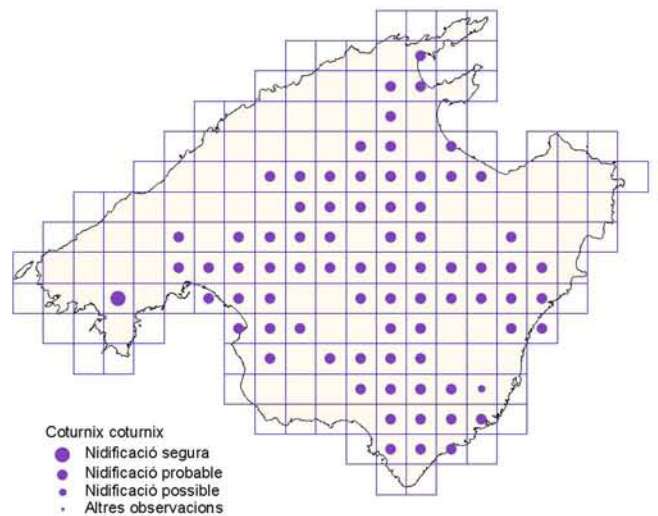 Coturnix coturnix
Nidificació segura
Nidificació probable
Nidificació possible
Altres observacions